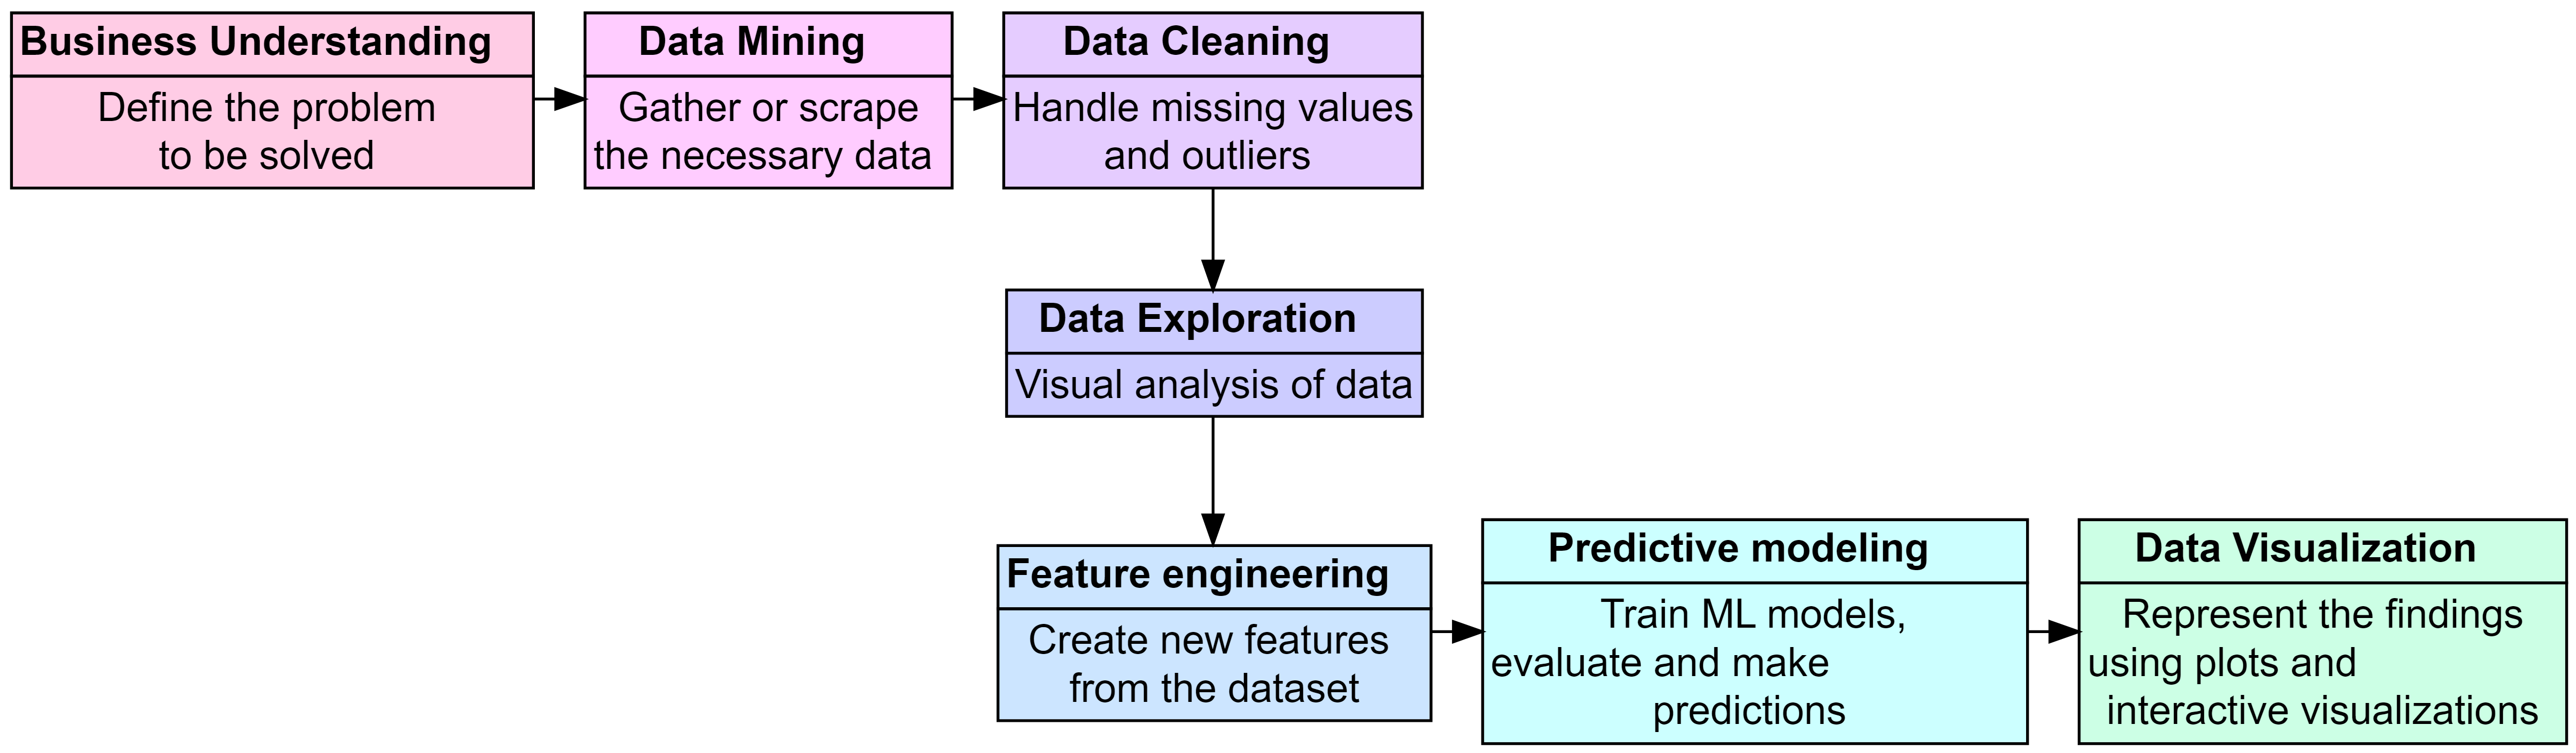 Business Understanding
Define the problem
to be solved
Data Mining
Gather or scrape
the necessary data
Data Cleaning
Handle missing values
and outliers
Data Exploration
Visual analysis of data
Feature engineering
Create new features
from the dataset
Predictive modeling
Train ML models,
evaluate and make
predictions
Data Visualization
Represent the findings
using plots and
interactive visualizations